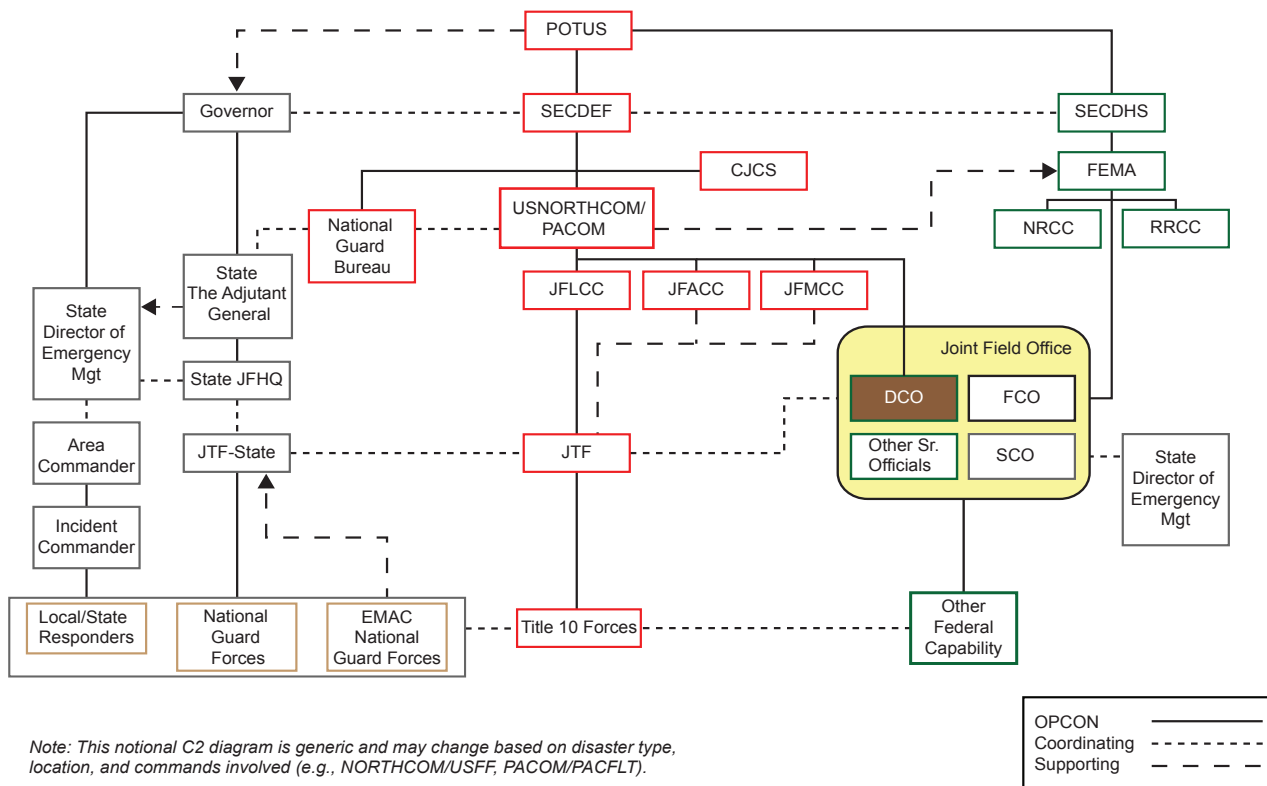 POTUS
Governor
SECDEF
SECDHS
CJCS
FEMA
USNORTHCOM/
PACOM
National
Guard
Bureau
NRCC
RRCC
State
The Adjutant
General
JFLCC
JFACC
JFMCC
State
Director of
Emergency
Mgt
Joint Field Office
State JFHQ
DCO
FCO
Area
Commander
JTF-State
JTF
Other Sr.
Officials
SCO
State
Director of
Emergency
Mgt
Incident
Commander
Local/State
Responders
National
Guard
Forces
EMAC
National
Guard Forces
Title 10 Forces
Other
Federal
Capability
OPCON
Coordinating
Supporting
Note: This notional C2 diagram is generic and may change based on disaster type,
location, and commands involved (e.g., NORTHCOM/USFF, PACOM/PACFLT).